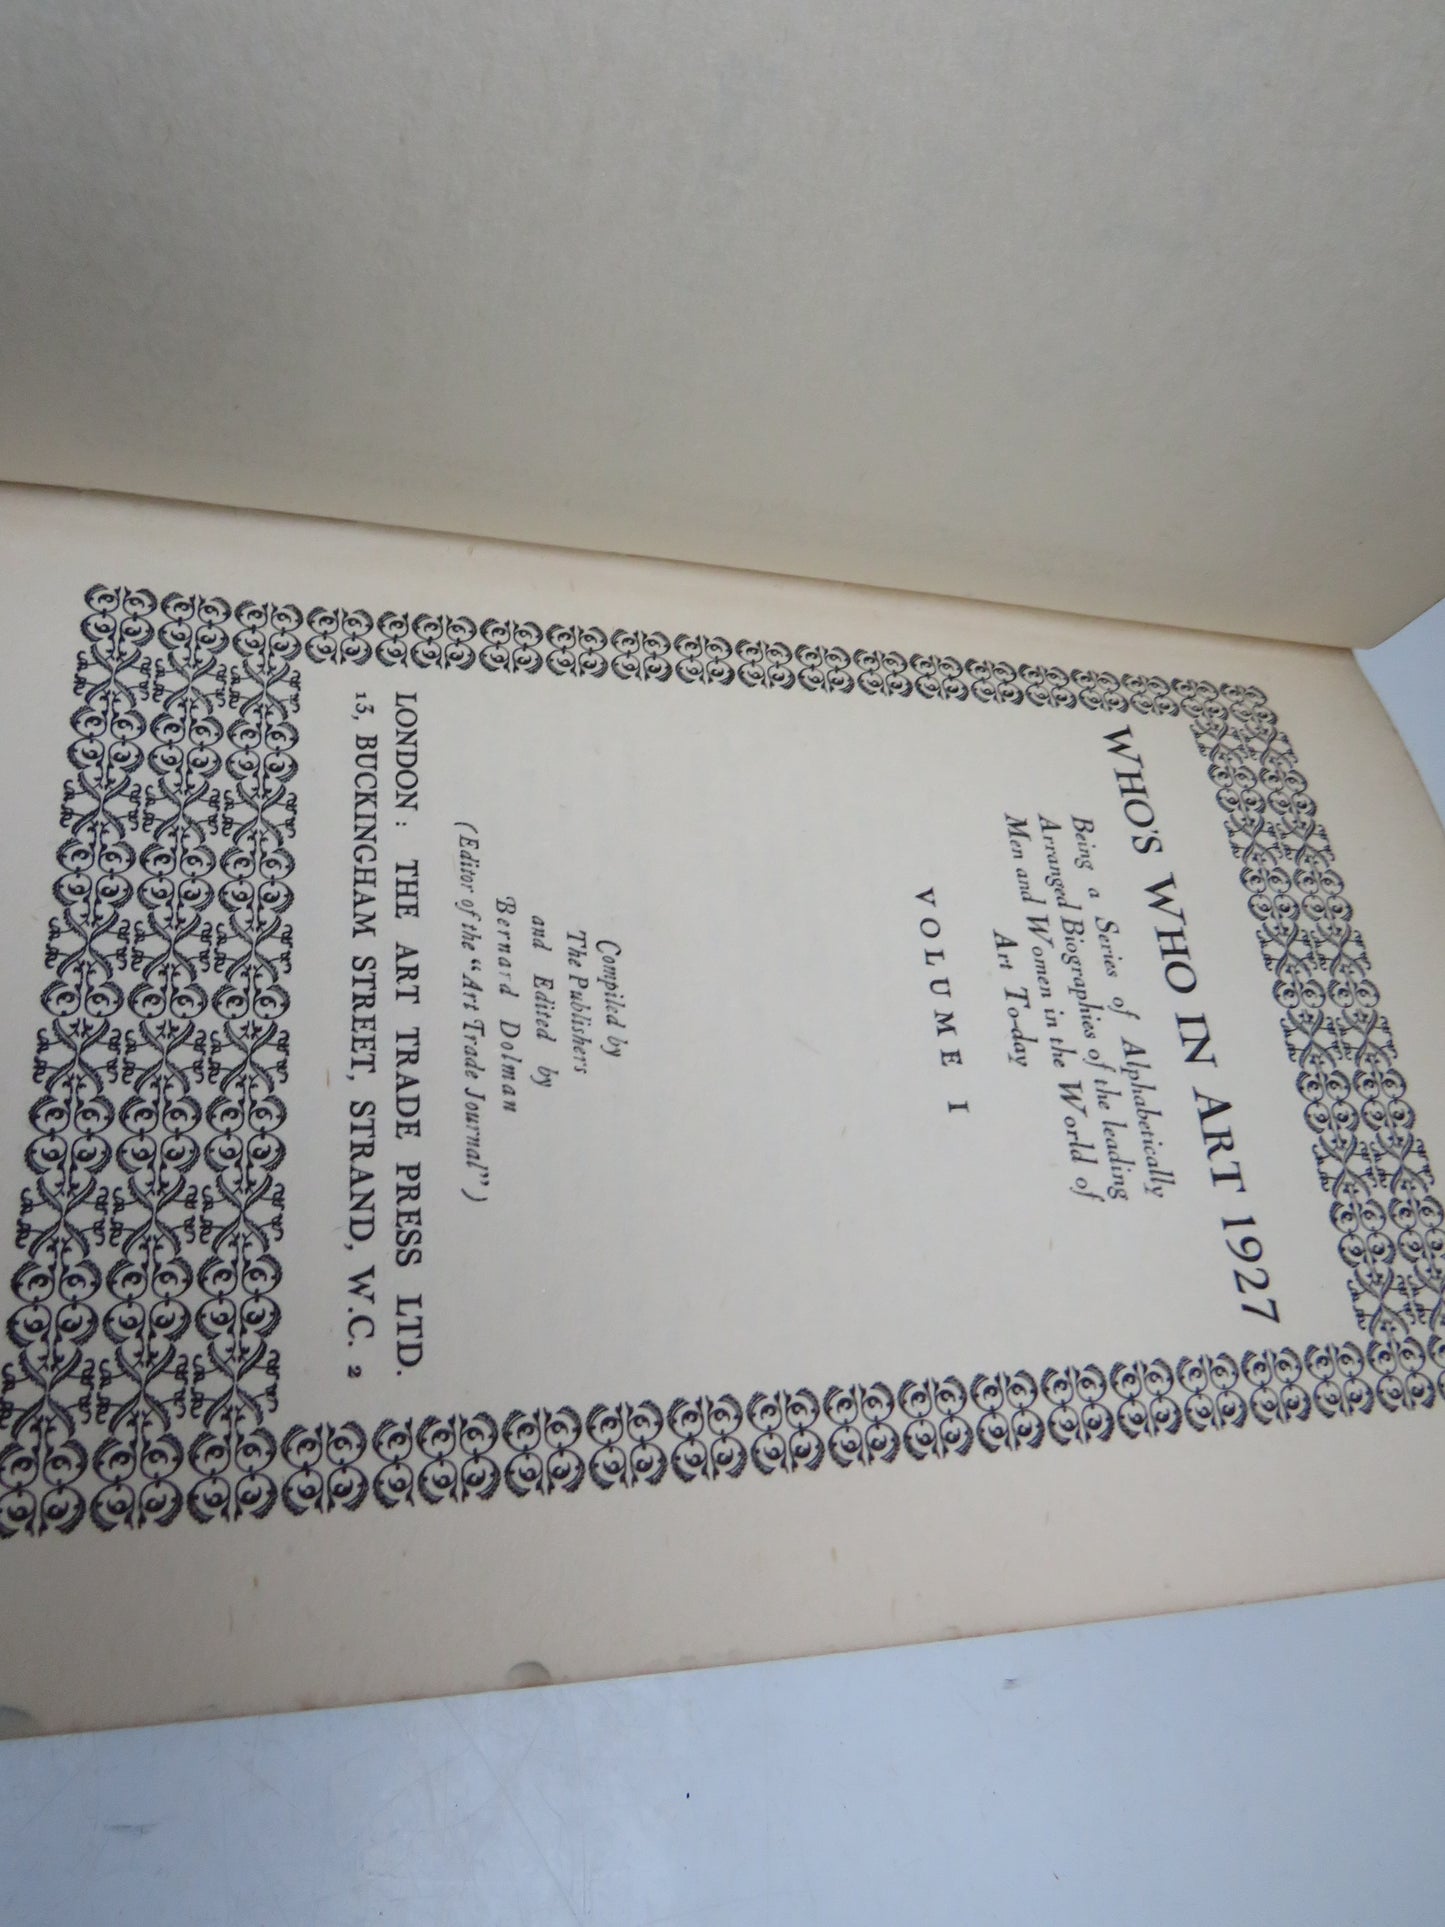 WHO'S WHO IN ART 1927
Being a Series of Alphabetically
Arranged Biographies of the leading
Men and Women in the World of
Art To-day
VOLUME I
Compiled by
The Publishers
and Edited by
Bernard Dolman
(Editor of the "Art Trade Journal")
LONDON: THE ART TRADE PRESS LTD.
13, BUCKINGHAM STREET, STRAND, W.C. 2